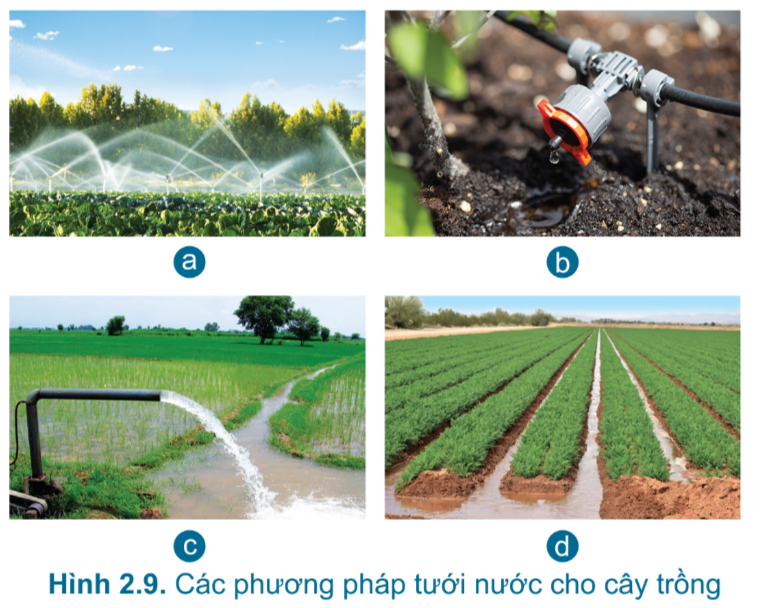 a
b
c
d
Hình 2.9. Các phương pháp tưới nước cho cây trồng